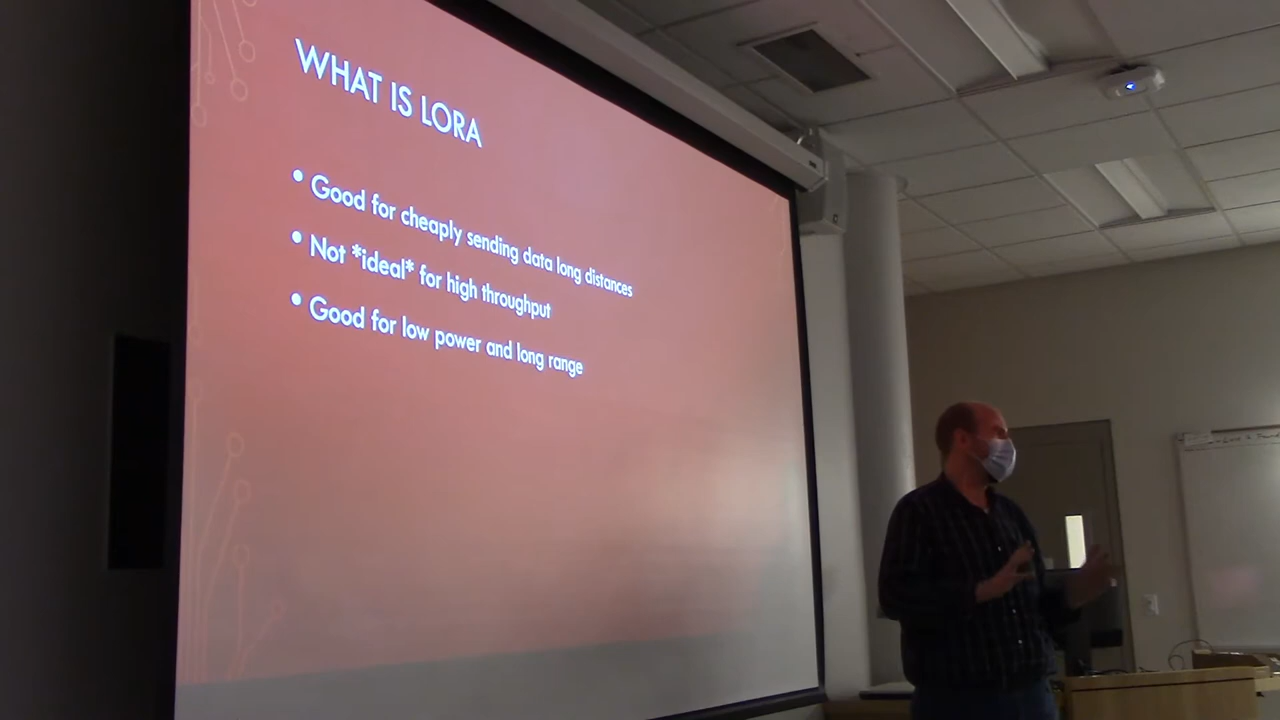 WHAT IS LORA
• Good for cheaply sending data long distances
• Not *ideal* for high throughput
• Good for low power and long range